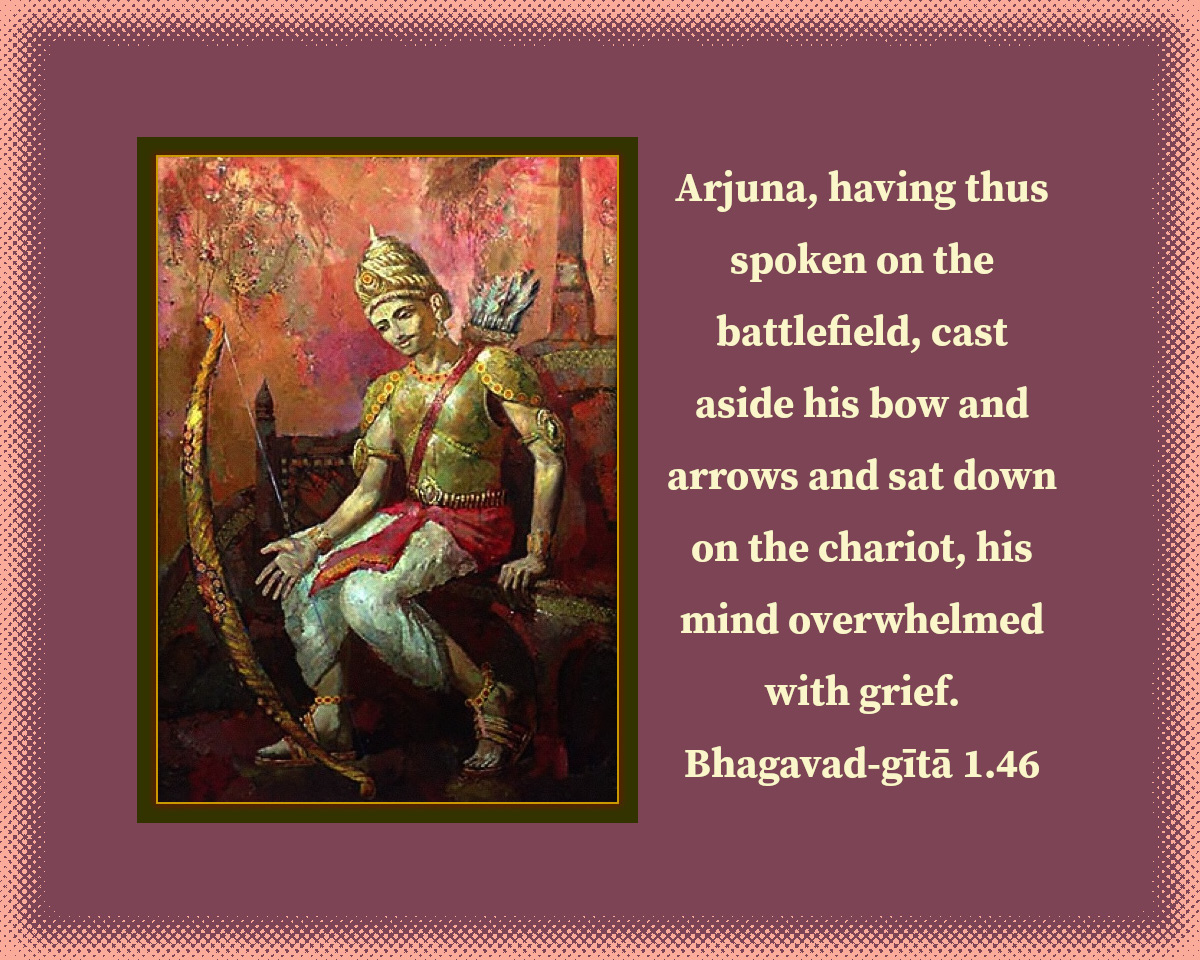 Arjuna, having thus
spoken on the
battlefield, cast
aside his bow and
arrows and sat down
on the chariot, his
mind overwhelmed
with grief.
Bhagavad-gītā 1.46